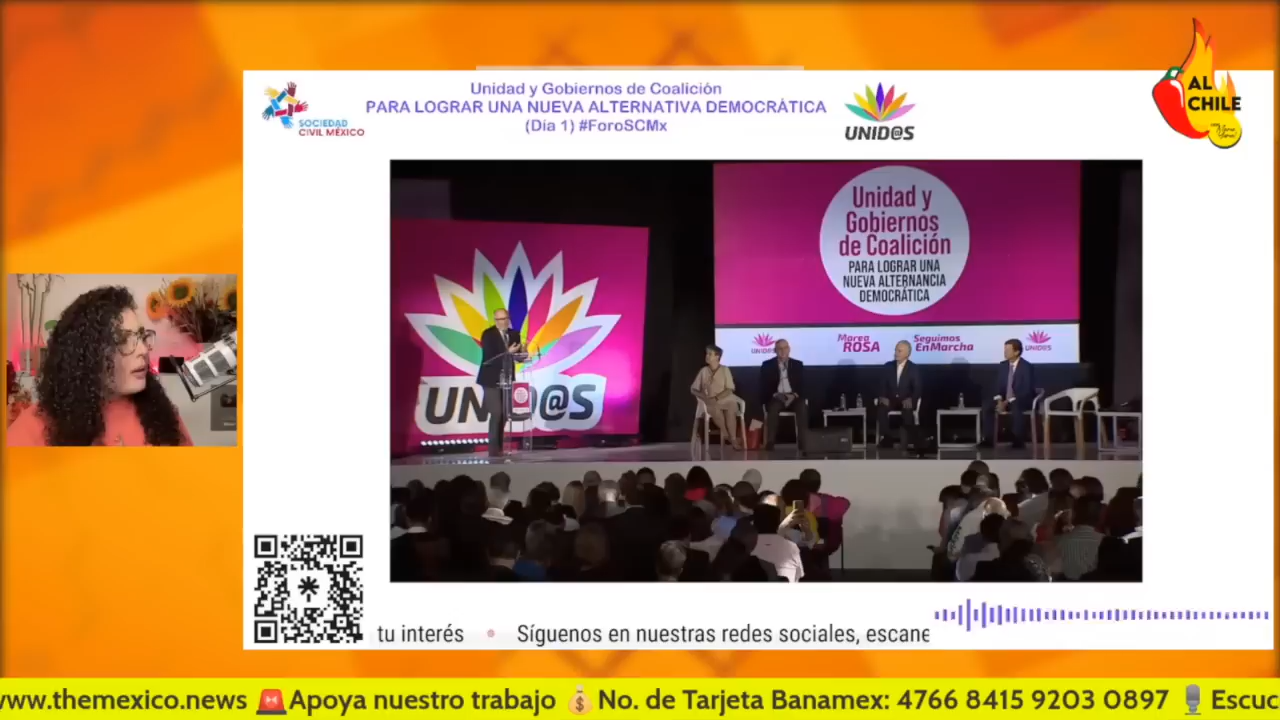 Unidad y Gobiernos de Coalición
PARA LOGRAR UNA NUEVA ALTERNATIVA DEMOCRÁTICA
(Día 1) #ForoSCMx
SOCIEDAD
CIVIL MÉXICO
UNID@S
AL
CHILE
Unidad y
Gobiernos
de Coalición
PARA LOGRAR UNA
NUEVA ALTERNANCIA
DEMOCRÁTICA
UNID@S
Marea
ROSA
Seguimos
EnMarcha
UNID@S
UNID@S
tu interés • Síguenos en nuestras redes sociales, escane
www.themexico.news 🚨Apoya nuestro trabajo 💰No. de Tarjeta Banamex: 4766 8415 9203 0897 🎙️Escuc